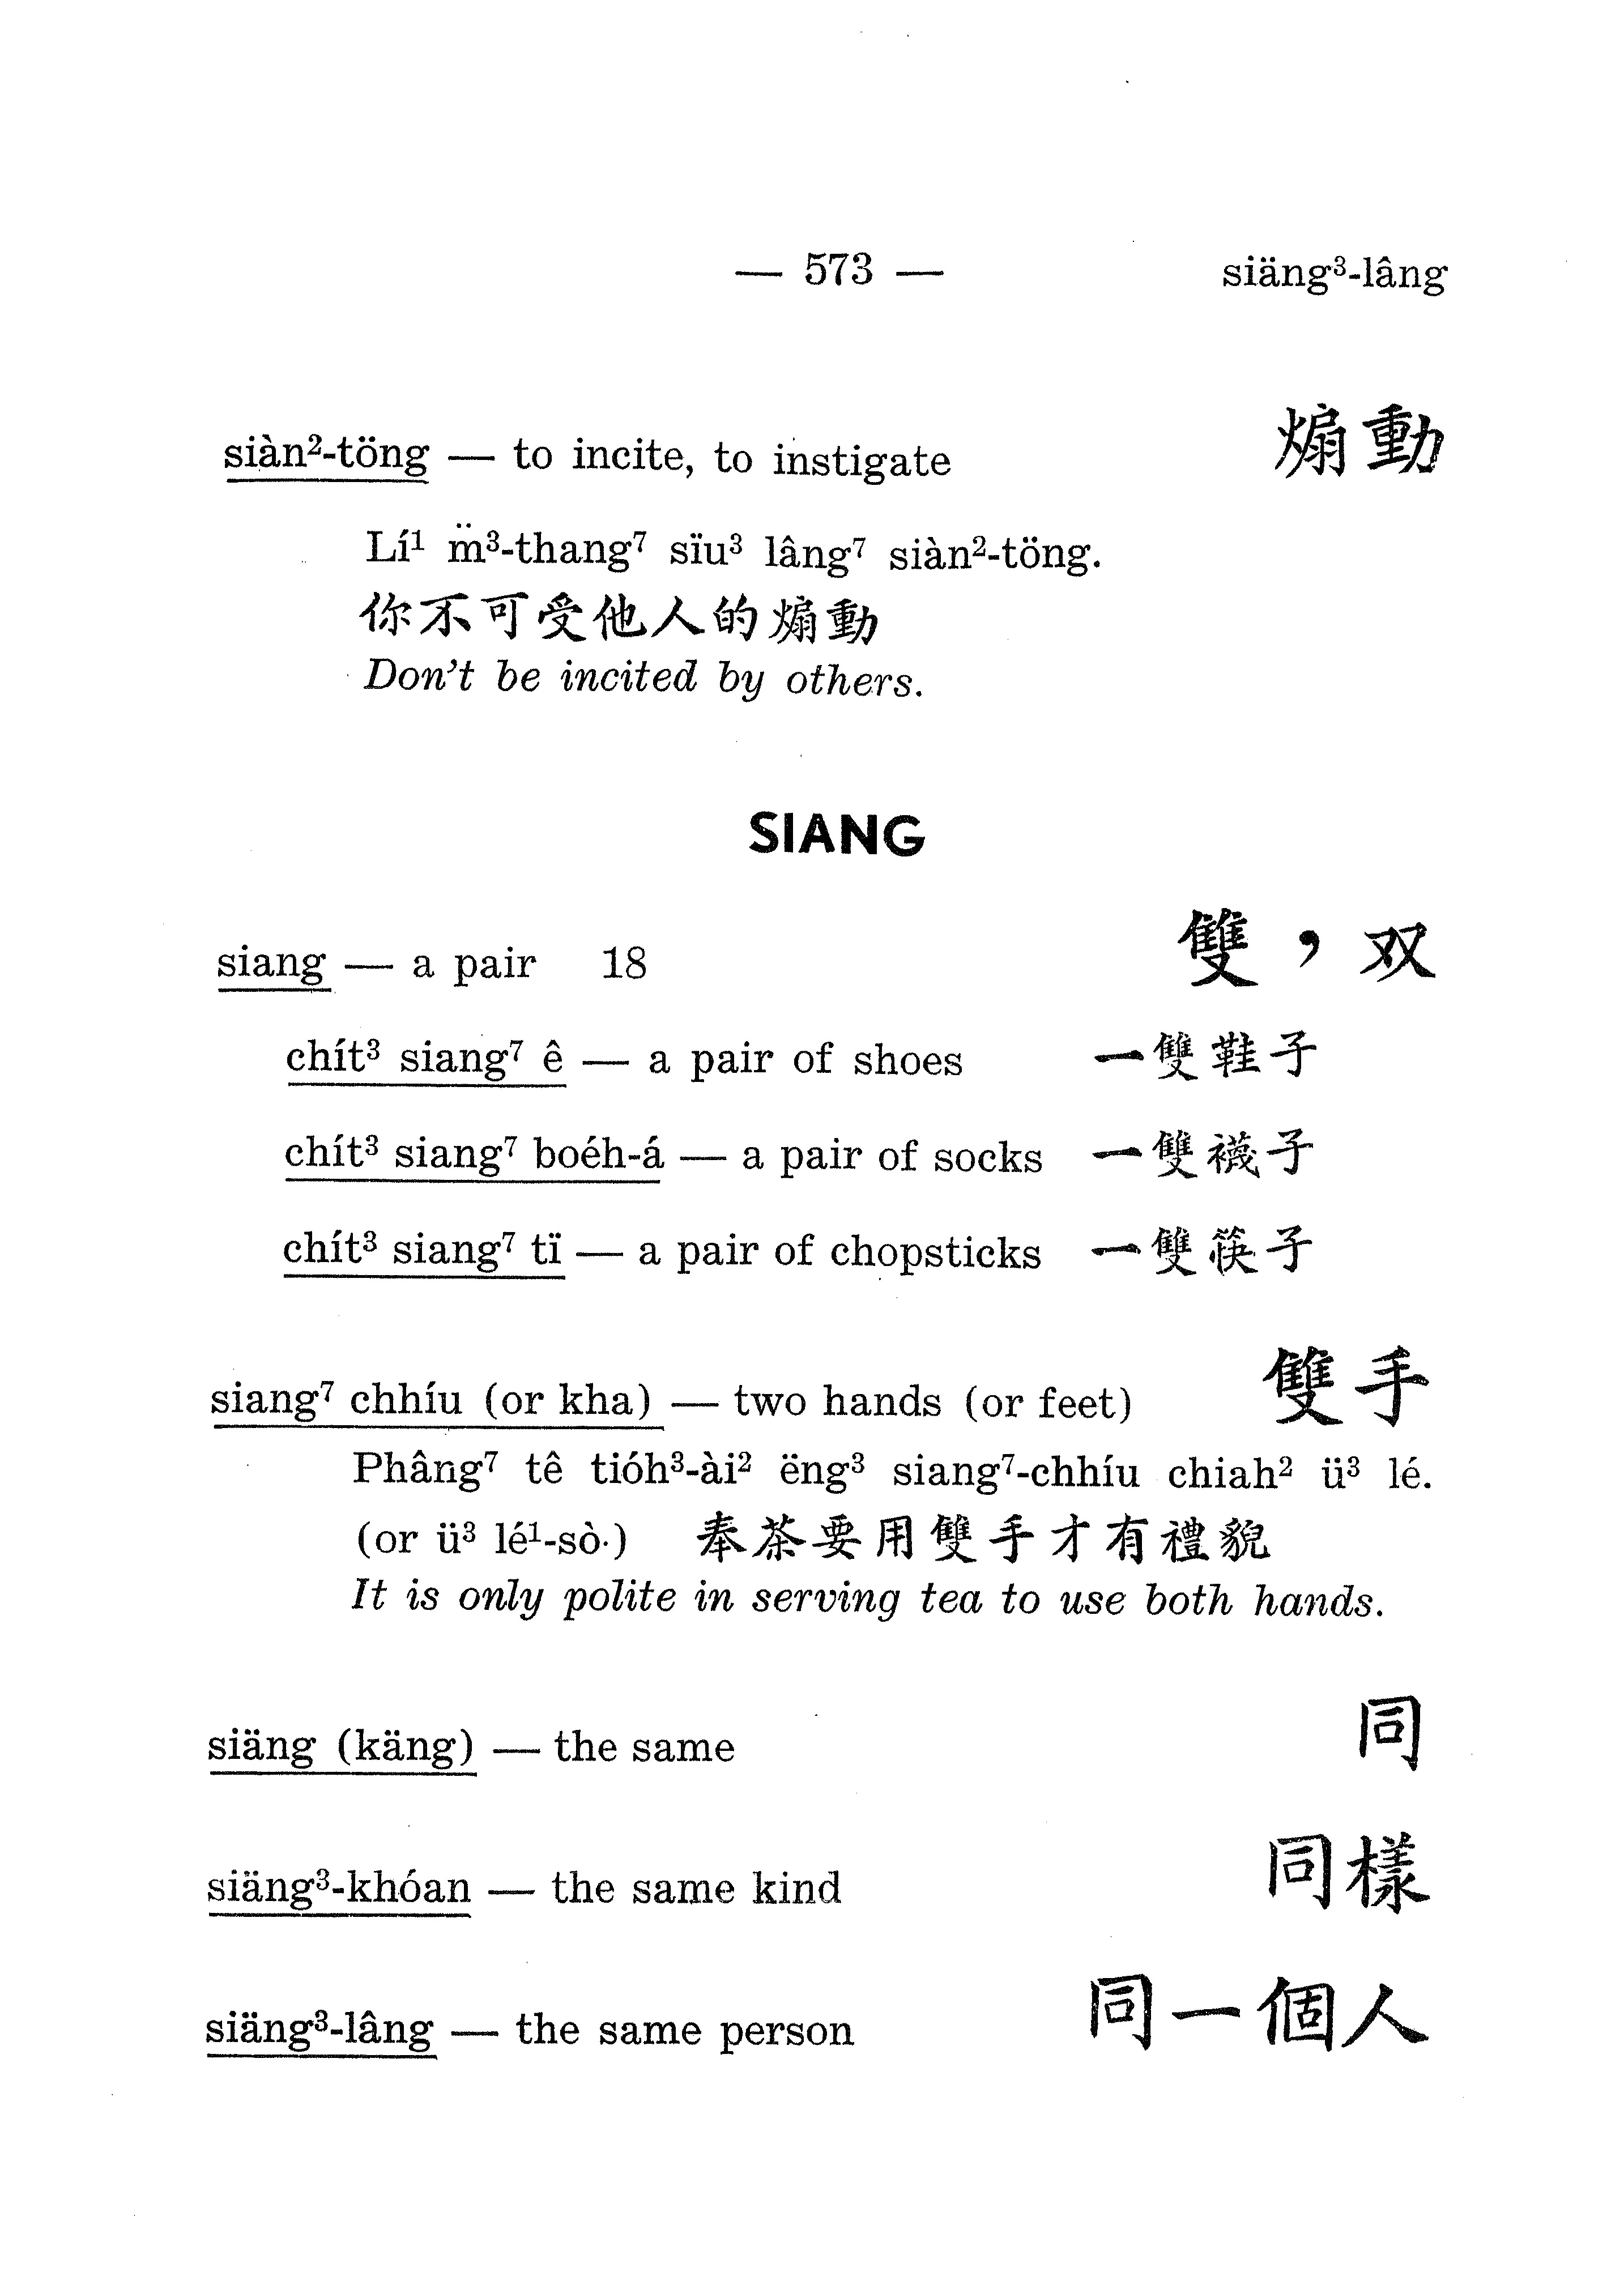 — 573 — siäng³-lâng
siàn²-töng — to incite, to instigate 煽動
Lí¹ m̈³-thang⁷ sïu³ lâng⁷ siàn²-töng.
你不可受他人的煽動
Don't be incited by others.
SIANG
siang — a pair 18 雙，双
chít³ siang⁷ ê — a pair of shoes 一雙鞋子
chít³ siang⁷ boéh-á — a pair of socks 一雙襪子
chít³ siang⁷ tï — a pair of chopsticks 一雙筷子
siang⁷ chhíu (or kha) — two hands (or feet) 雙手
Phâng⁷ tê tióh³-ài² ëng³ siang⁷-chhíu chiah² ü³ lé.
(or ü³ lé¹-sò·) 奉茶要用雙手才有禮貌
It is only polite in serving tea to use both hands.
siäng (käng) — the same 同
siäng³-khóan — the same kind 同樣
siäng³-lâng — the same person 同一個人